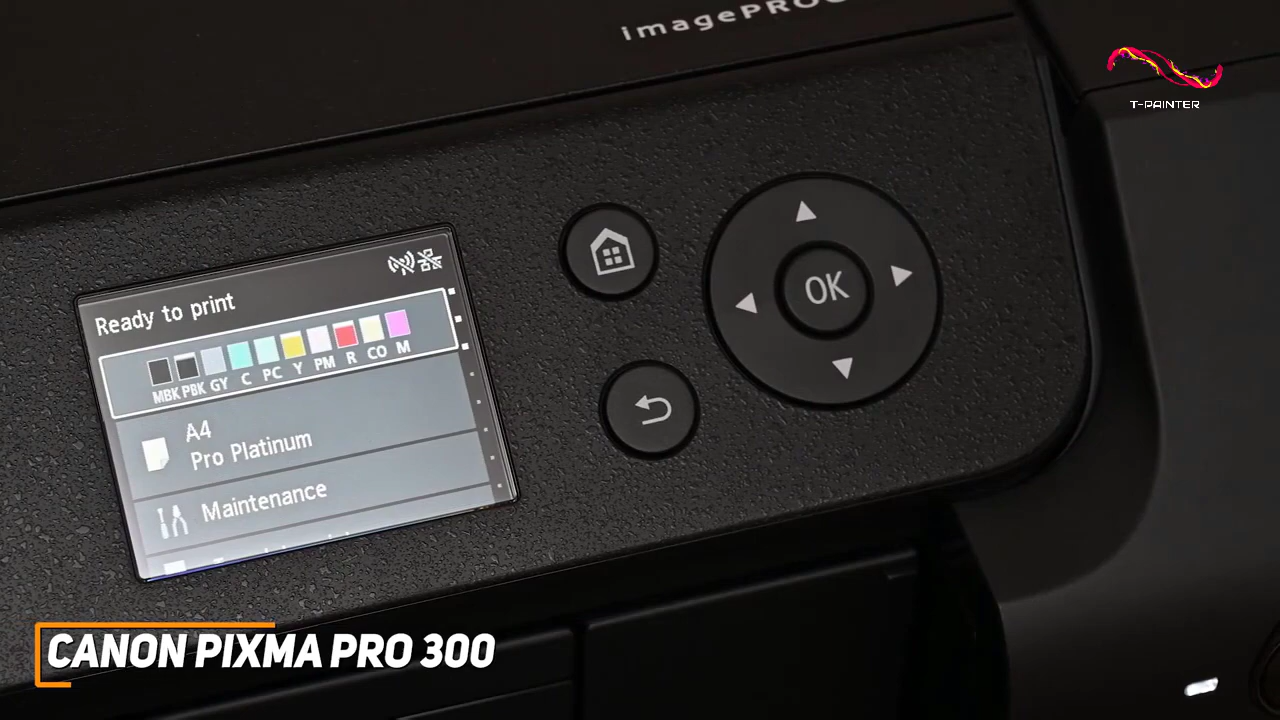 imagePROG
T-PAINTER
Ready to print
MBK PBK GY C PC Y PM R CO M
A4
Pro Platinum
OK
Maintenance
CANON PIXMA PRO 300